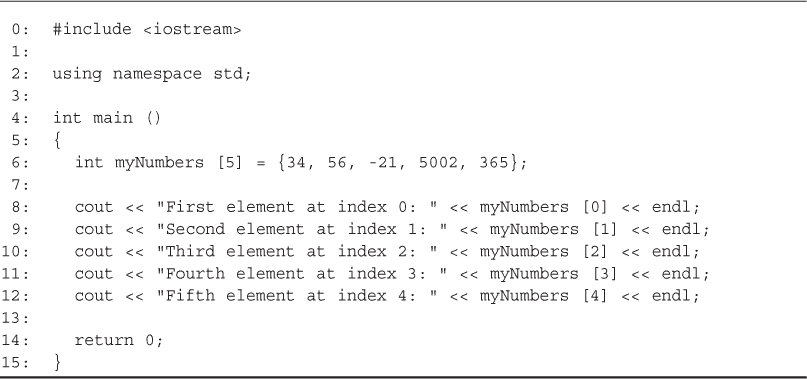 0: #include <iostream>
1:
2: using namespace std;
3:
4: int main ()
5: {
6:   int myNumbers [5] = {34, 56, -21, 5002, 365};
7:
8:   cout << "First element at index 0: " << myNumbers [0] << endl;
9:   cout << "Second element at index 1: " << myNumbers [1] << endl;
10:   cout << "Third element at index 2: " << myNumbers [2] << endl;
11:   cout << "Fourth element at index 3: " << myNumbers [3] << endl;
12:   cout << "Fifth element at index 4: " << myNumbers [4] << endl;
13:
14:   return 0;
15: }